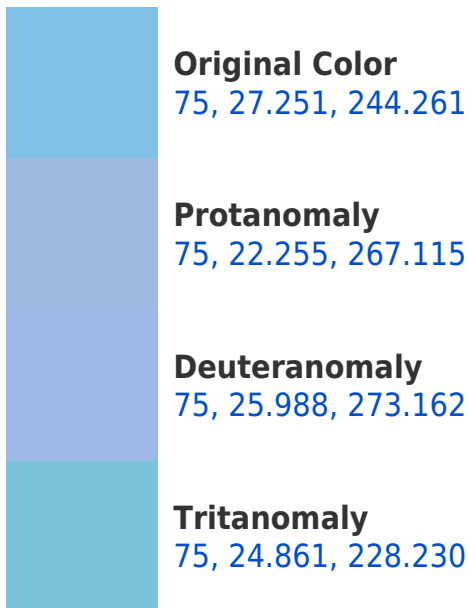 Original Color
75, 27.251, 244.261
Protanomaly
75, 22.255, 267.115
Deuteranomaly
75, 25.988, 273.162
Tritanomaly
75, 24.861, 228.230